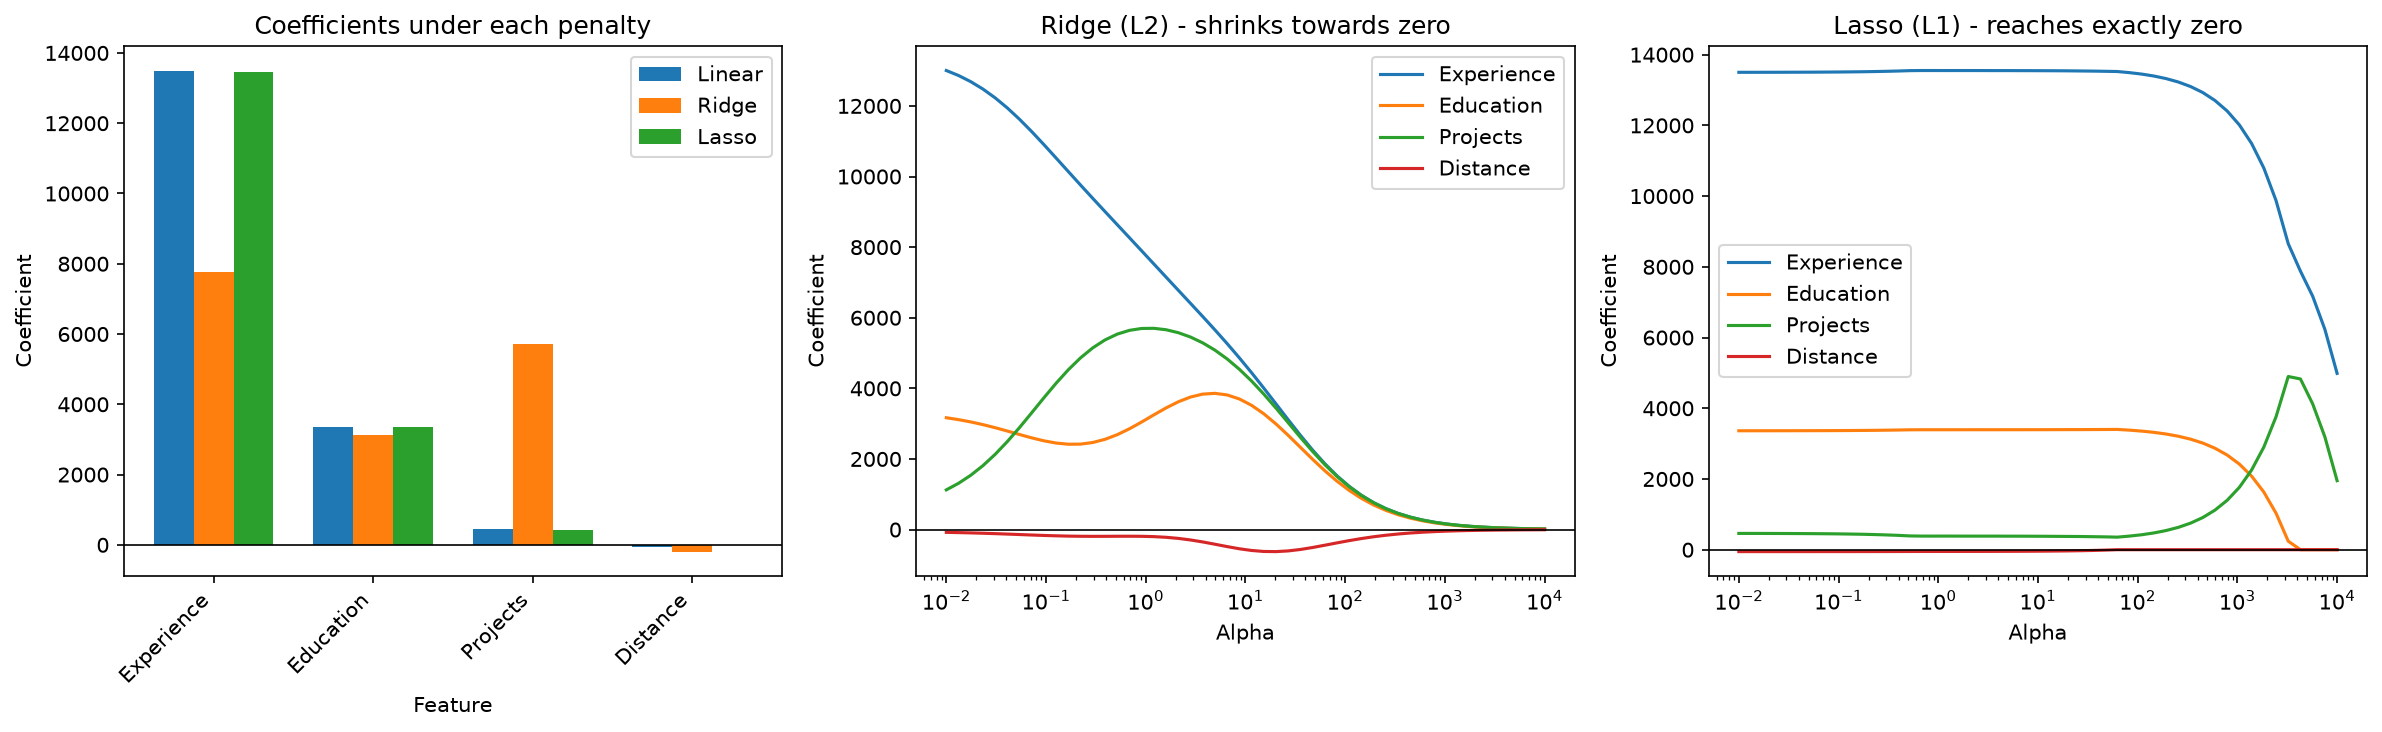 Coefficients under each penalty
14000
12000
10000
8000
6000
4000
2000
0
Coefficient
Linear
Ridge
Lasso
Experience
Education
Projects
Distance
Feature
Ridge (L2) - shrinks towards zero
12000
10000
8000
6000
4000
2000
0
Coefficient
Experience
Education
Projects
Distance
10⁻² 10⁻¹ 10⁰ 10¹ 10² 10³ 10⁴
Alpha
Lasso (L1) - reaches exactly zero
14000
12000
10000
8000
6000
4000
2000
0
Coefficient
Experience
Education
Projects
Distance
10⁻² 10⁻¹ 10⁰ 10¹ 10² 10³ 10⁴
Alpha